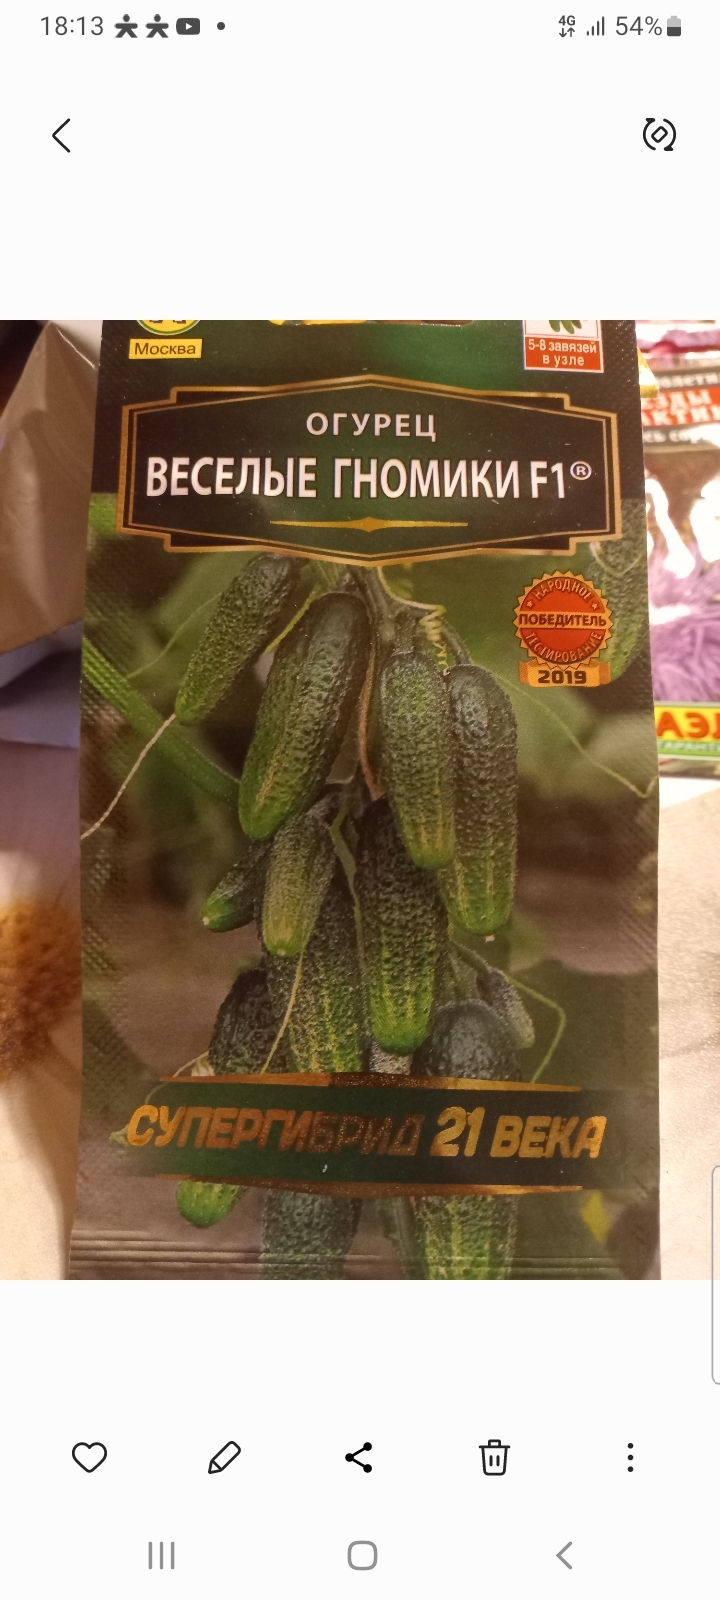 18:13
4G
54%
Москва
5-8 завязей
в узле
ОГУРЕЦ
ВЕСЕЛЫЕ ГНОМИКИ F1®
НАРОДНОЕ
ПОБЕДИТЕЛЬ
ТЕСТИРОВАНИЕ
2019
СУПЕРГИБРИД 21 ВЕКА